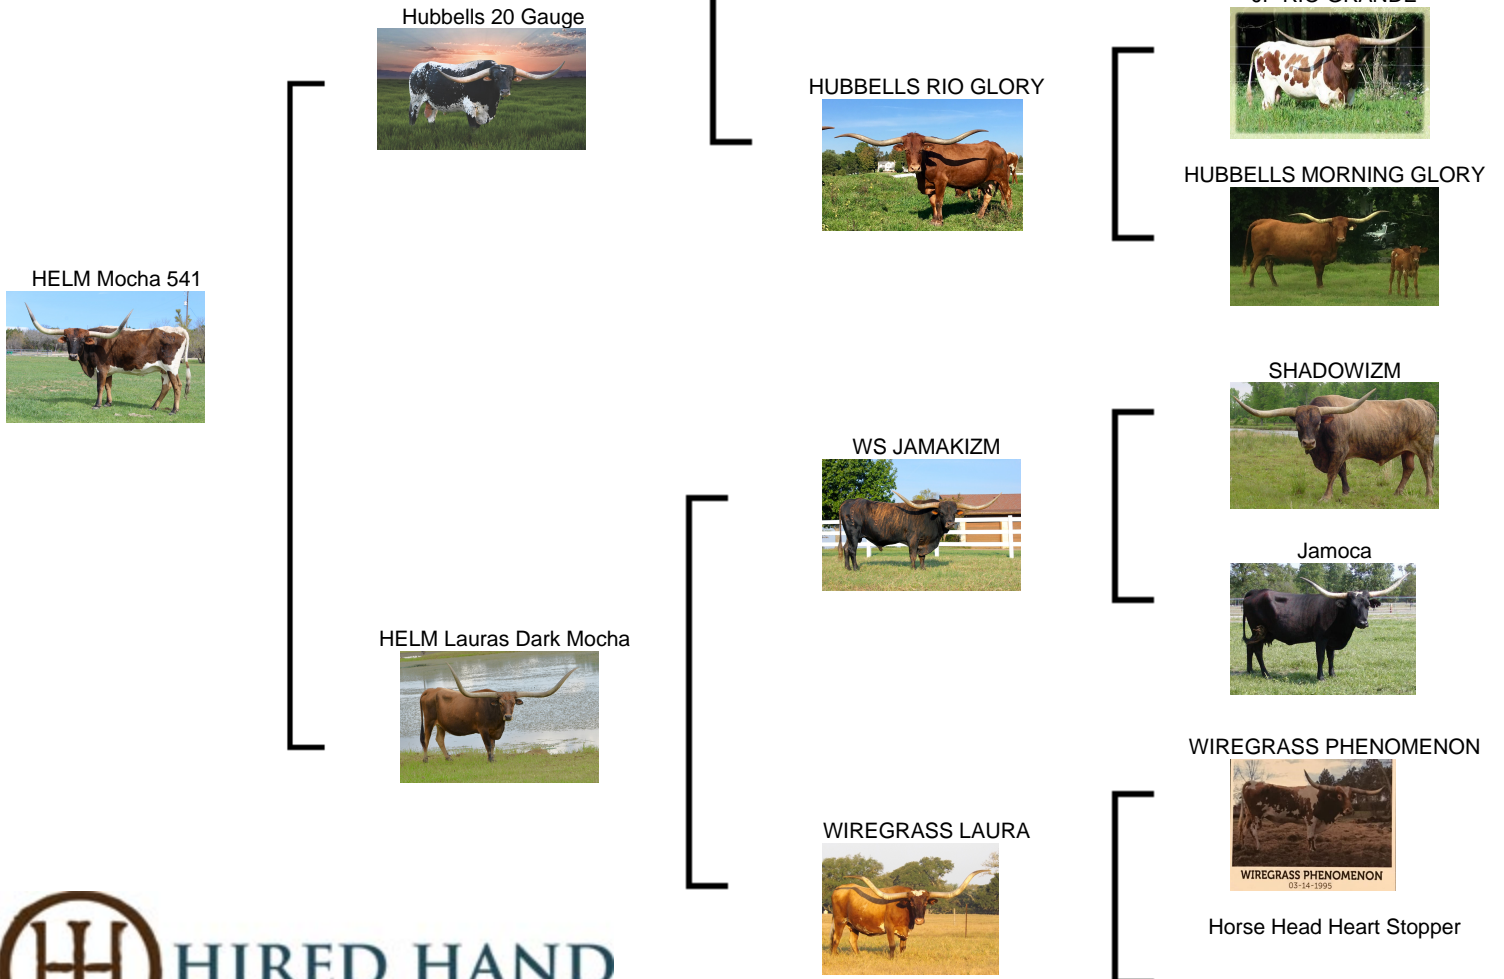 Hubbells 20 Gauge
HUBBELLS RIO GLORY
HUBBELLS MORNING GLORY
HELM Mocha 541
SHADOWIZM
WS JAMAKIZM
Jamoca
HELM Lauras Dark Mocha
WIREGRASS PHENOMENON
WIREGRASS LAURA
WIREGRASS PHENOMENON
03-14-1995
Horse Head Heart Stopper
HIRED HAND